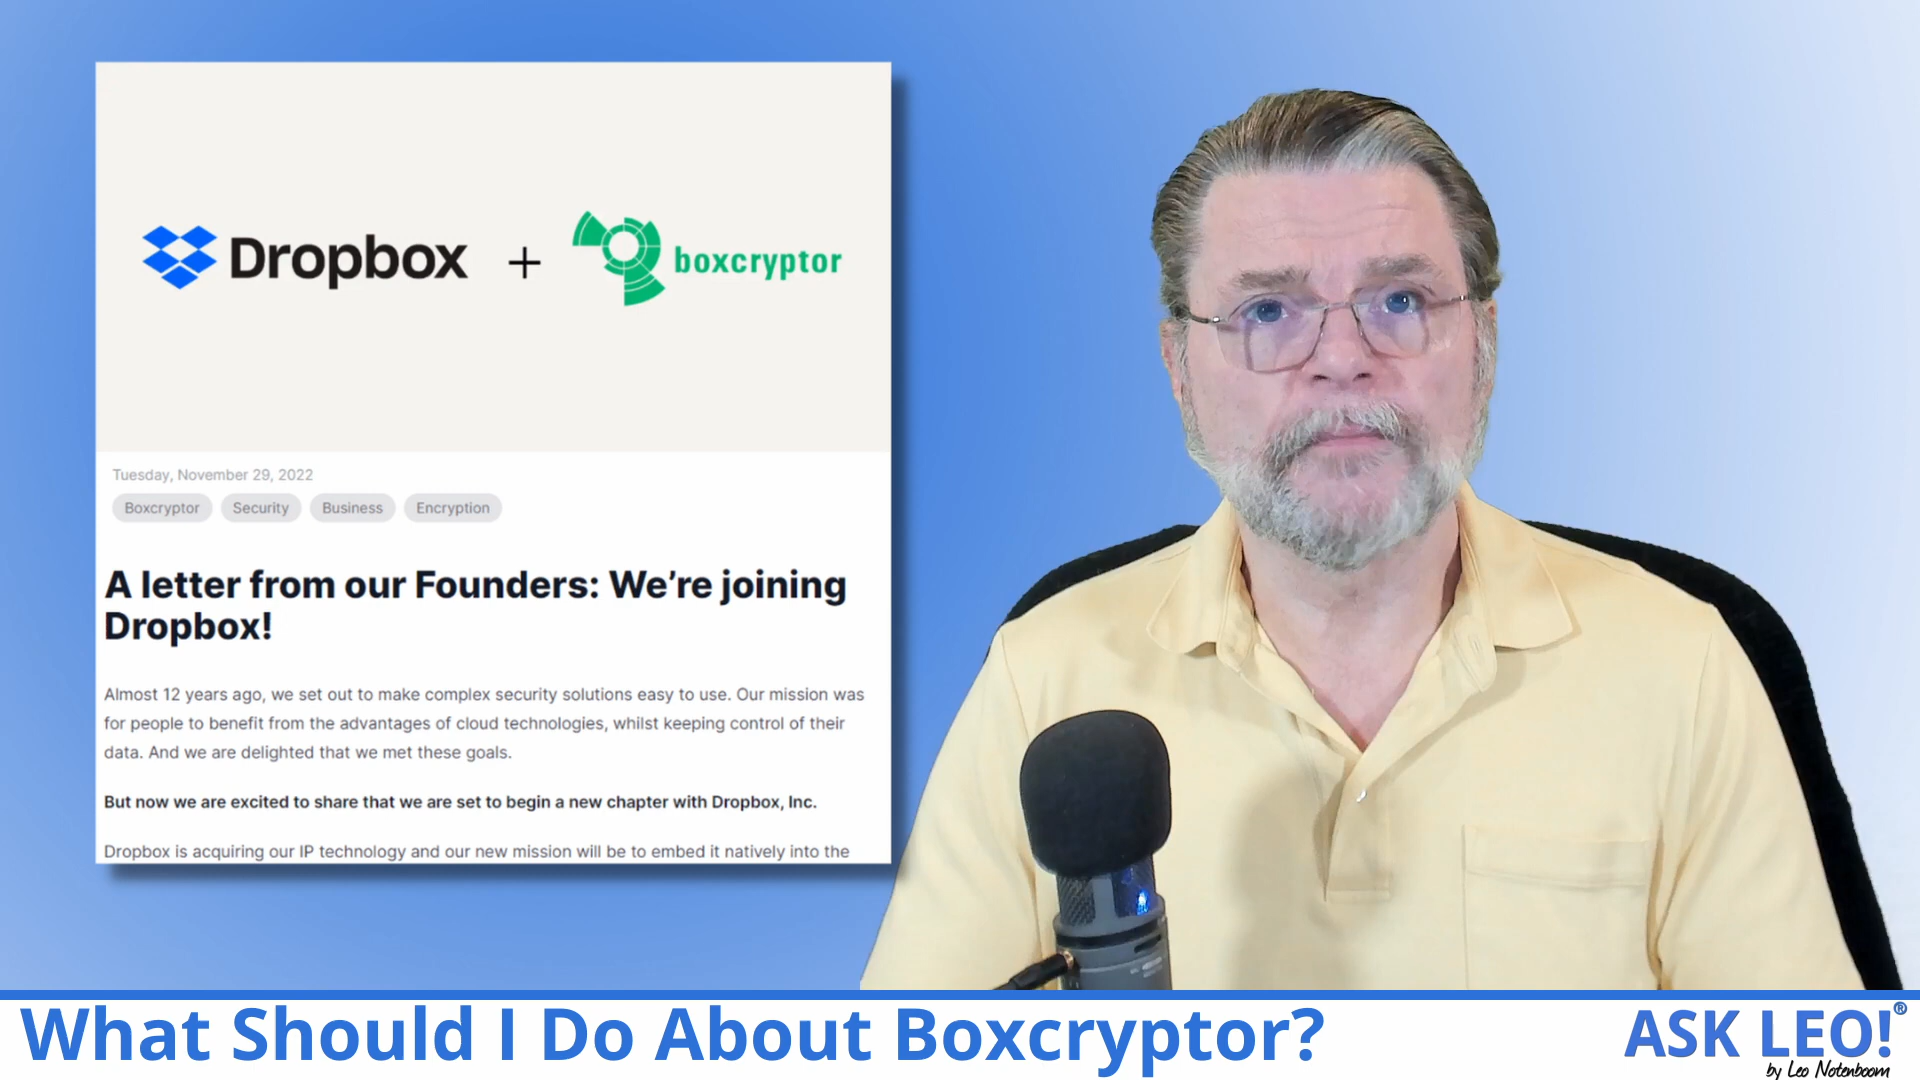 Dropbox + boxcryptor
Tuesday, November 29, 2022
Boxcryptor Security Business Encryption
A letter from our Founders: We’re joining
Dropbox!
Almost 12 years ago, we set out to make complex security solutions easy to use. Our mission was
for people to benefit from the advantages of cloud technologies, whilst keeping control of their
data. And we are delighted that we met these goals.
But now we are excited to share that we are set to begin a new chapter with Dropbox, Inc.
Dropbox is acquiring our IP technology and our new mission will be to embed it natively into the
What Should I Do About Boxcryptor?
ASK LEO!®
by Leo Notenboom